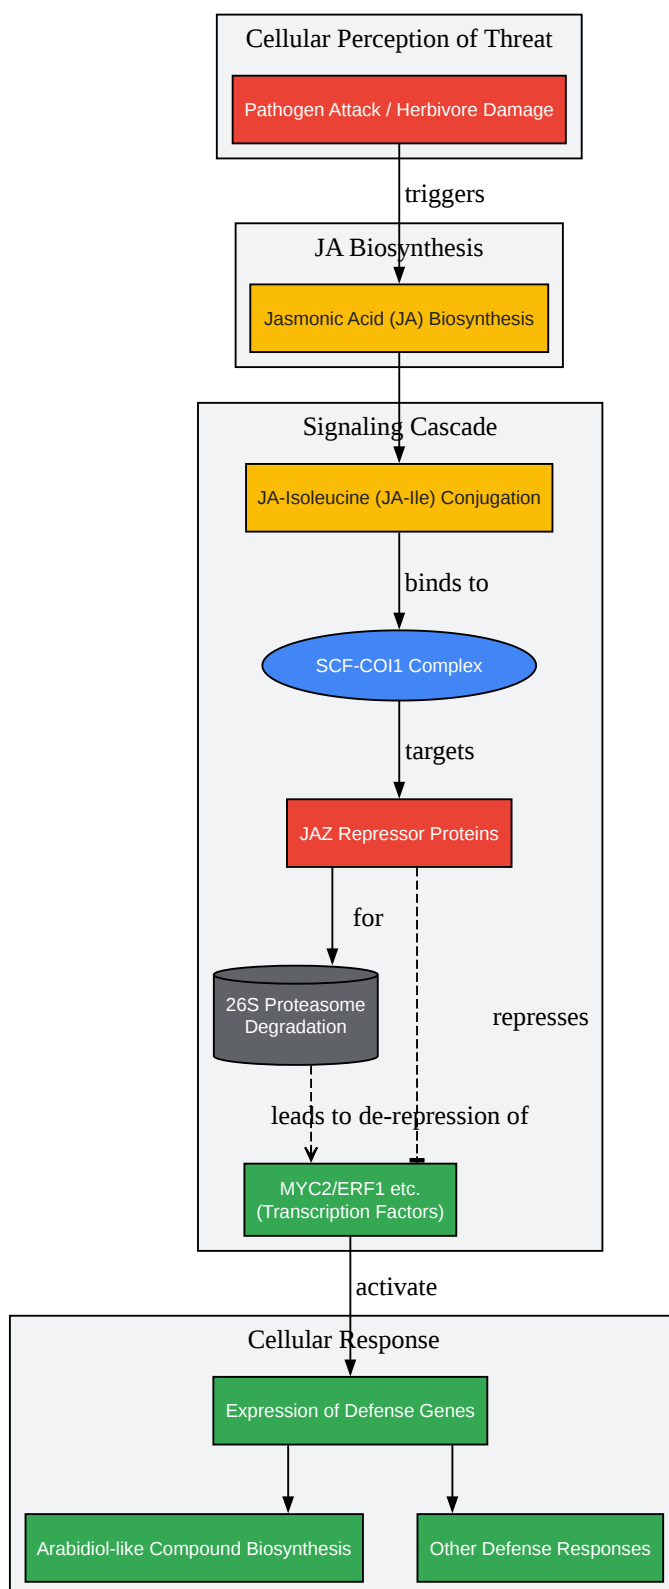 Cellular Perception of Threat
Pathogen Attack / Herbivore Damage
triggers
JA Biosynthesis
Jasmonic Acid (JA) Biosynthesis
Signaling Cascade
JA-Isoleucine (JA-Ile) Conjugation
binds to
SCF-COI1 Complex
targets
JAZ Repressor Proteins
for
26S Proteasome
Degradation
represses
leads to de-repression of
MYC2/ERF1 etc.
(Transcription Factors)
activate
Cellular Response
Expression of Defense Genes
Arabidiol-like Compound Biosynthesis
Other Defense Responses